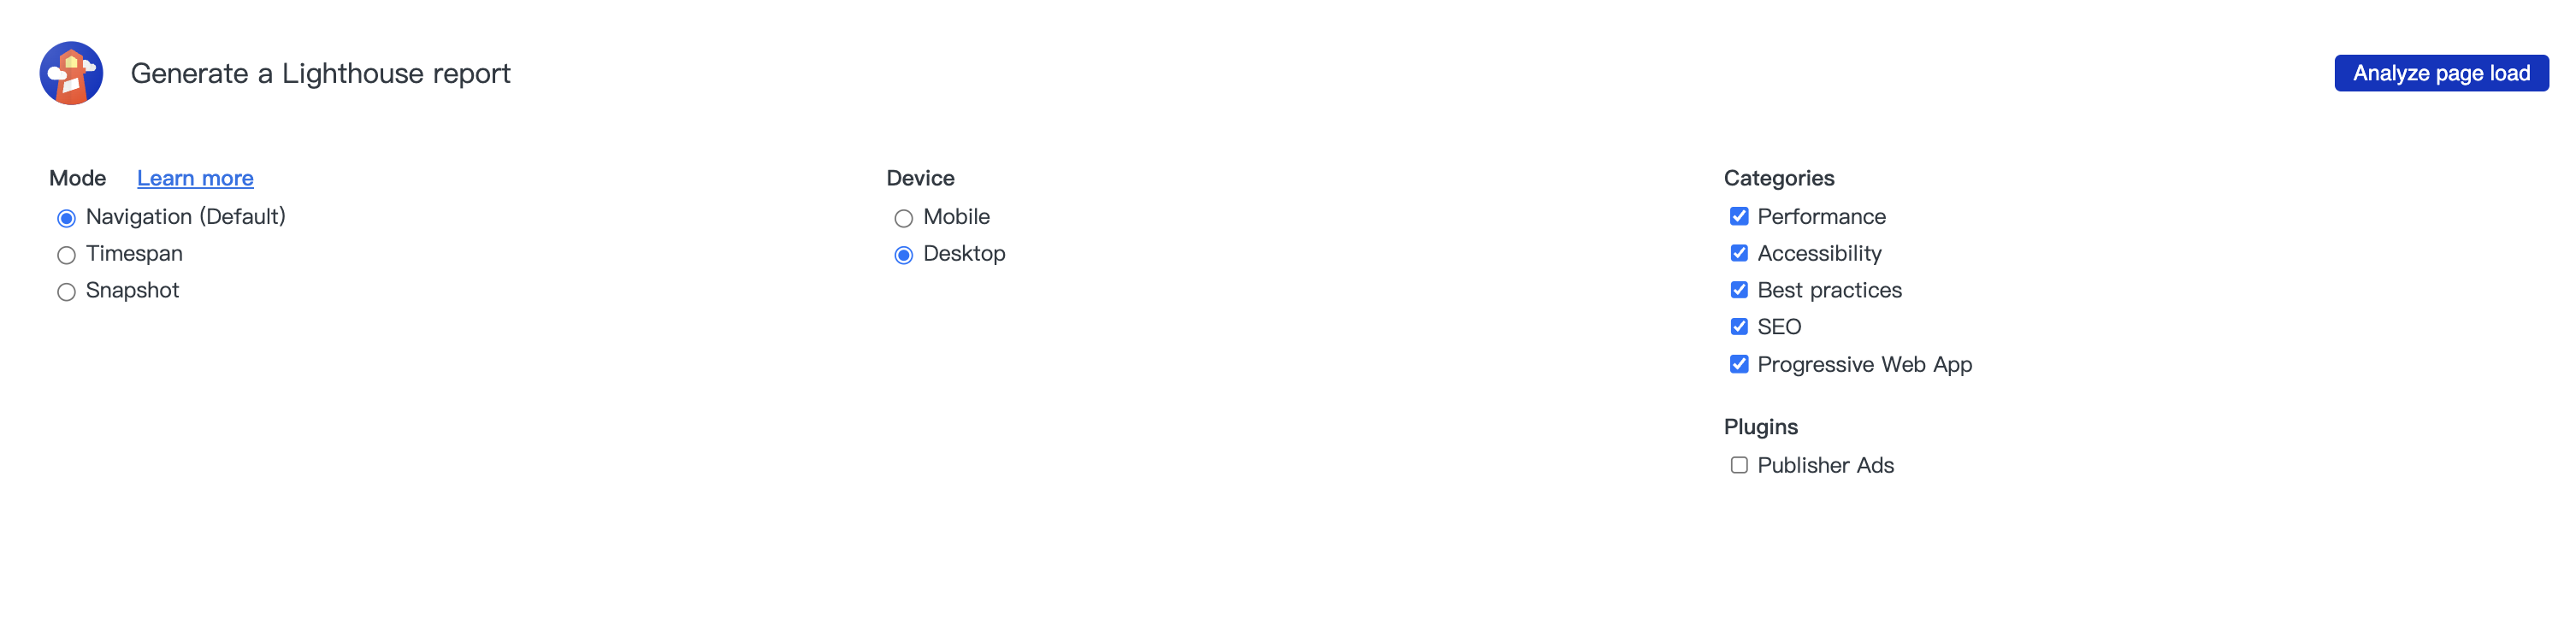 Generate a Lighthouse report
Analyze page load
Mode Learn more
Navigation (Default)
Timespan
Snapshot
Device
Mobile
Desktop
Categories
Performance
Accessibility
Best practices
SEO
Progressive Web App
Plugins
Publisher Ads